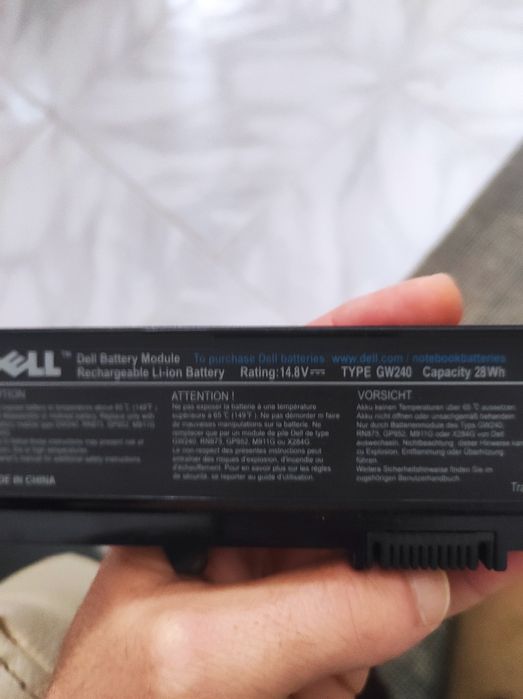 DELL™ Dell Battery Module To purchase Dell batteries www.dell.com / notebookbatteries
Rechargeable Li-ion Battery Rating:14.8V TYPE GW240 Capacity 28Wh
ATTENTION !
Ne pas exposer la batterie à une température
supérieure à 65°C (149°F). Ne pas démonter ni faire
de mauvaises manipulations sur la batterie. Ne
remplacer que par un module de pile Dell de type
GW240, RN873, GP952, M911G ou X284G
Le non-respect des présentes instructions peut
entraîner des risques d'explosion, d'incendie ou
d'échauffement. Pour en savoir plus sur les règles
de sécurité, se reporter au guide d'utilisation.
VORSICHT
Akku keinen Temperaturen über 65 °C aussetzen.
Akku nicht öffnen oder unsachgemäß behandeln.
Nur durch Batteriemodul des Typs GW240,
RN873, GP952, M911G oder X284G von Dell
auswechseln. Nichtbeachtung dieser Hinweise kann
zu Explosion, Entflammung oder Überhitzung
führen.
Weitere Sicherheitshinweise finden Sie im
zugehörigen Benutzerhandbuch.
DE IN CHINA